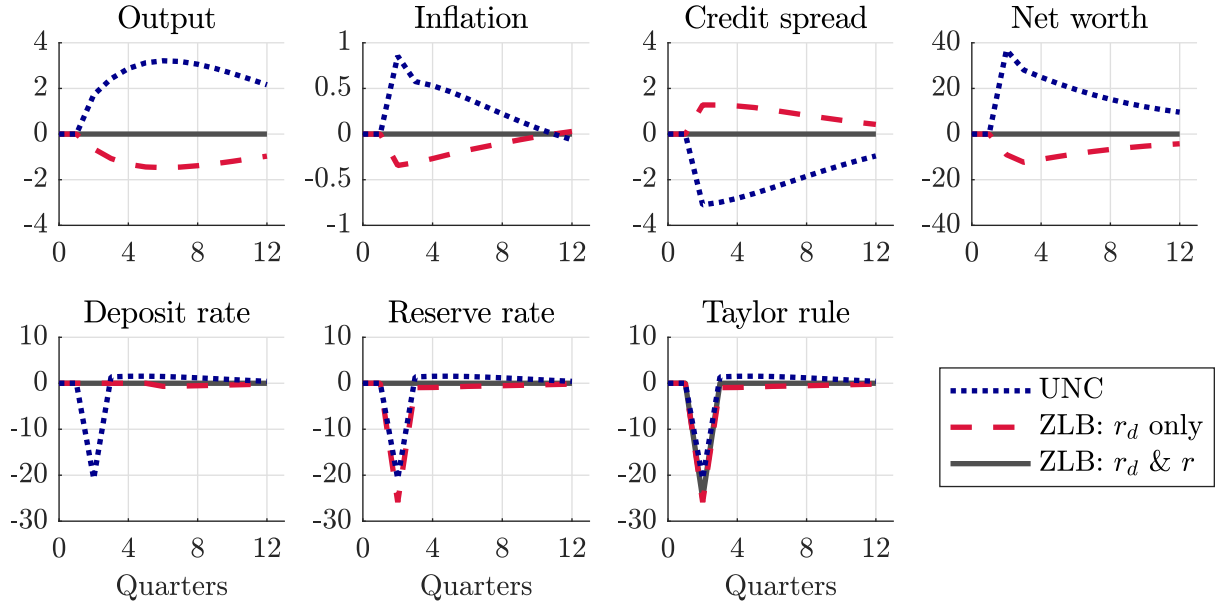 Output
Inflation
Credit spread
Net worth
4
2
0
-2
-4
0 4 8 12
1
0.5
0
-0.5
-1
0 4 8 12
4
2
0
-2
-4
0 4 8 12
40
20
0
-20
-40
0 4 8 12
Deposit rate
Reserve rate
Taylor rule
10
0
-10
-20
-30
0 4 8 12
Quarters
10
0
-10
-20
-30
0 4 8 12
Quarters
10
0
-10
-20
-30
0 4 8 12
Quarters
UNC
ZLB: r_d only
ZLB: r_d & r